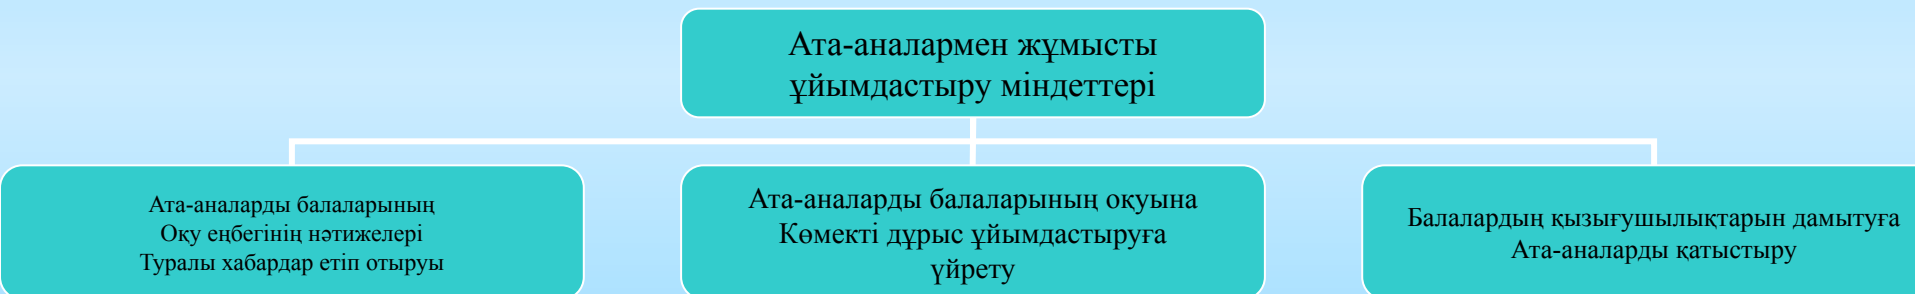 Ата-аналармен жұмысты
ұйымдастыру міндеттері
Ата-аналарды балаларының
Оқу еңбегінің нәтижелері
Туралы хабардар етіп отыруы
Ата-аналарды балаларының оқуына
Көмекті дұрыс ұйымдастыруға
үйрету
Балалардың қызығушылықтарын дамытуға
Ата-аналарды қатыстыру